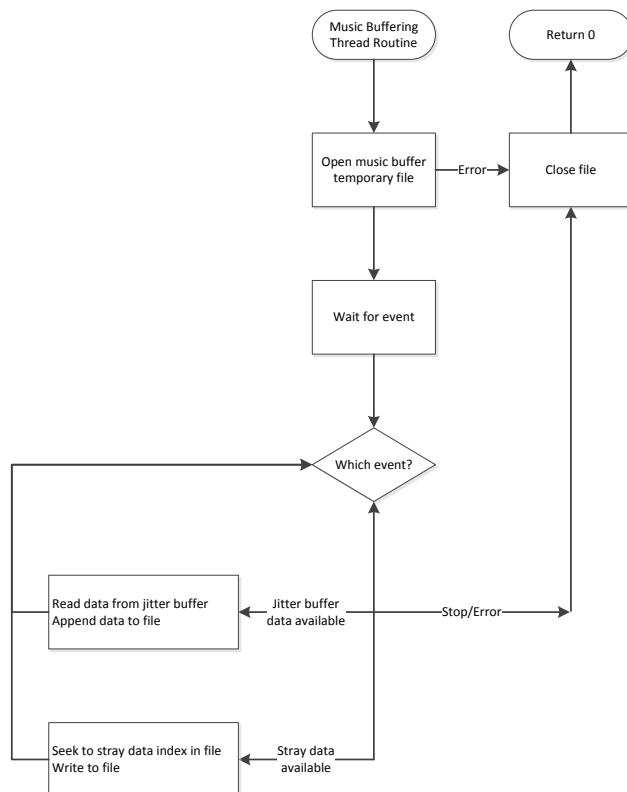 Music Buffering
Thread Routine
Return 0
Open music buffer
temporary file
Error
Close file
Wait for event
Which event?
Read data from jitter buffer
Append data to file
Jitter buffer
data available
Stop/Error
Seek to stray data index in file
Write to file
Stray data
available